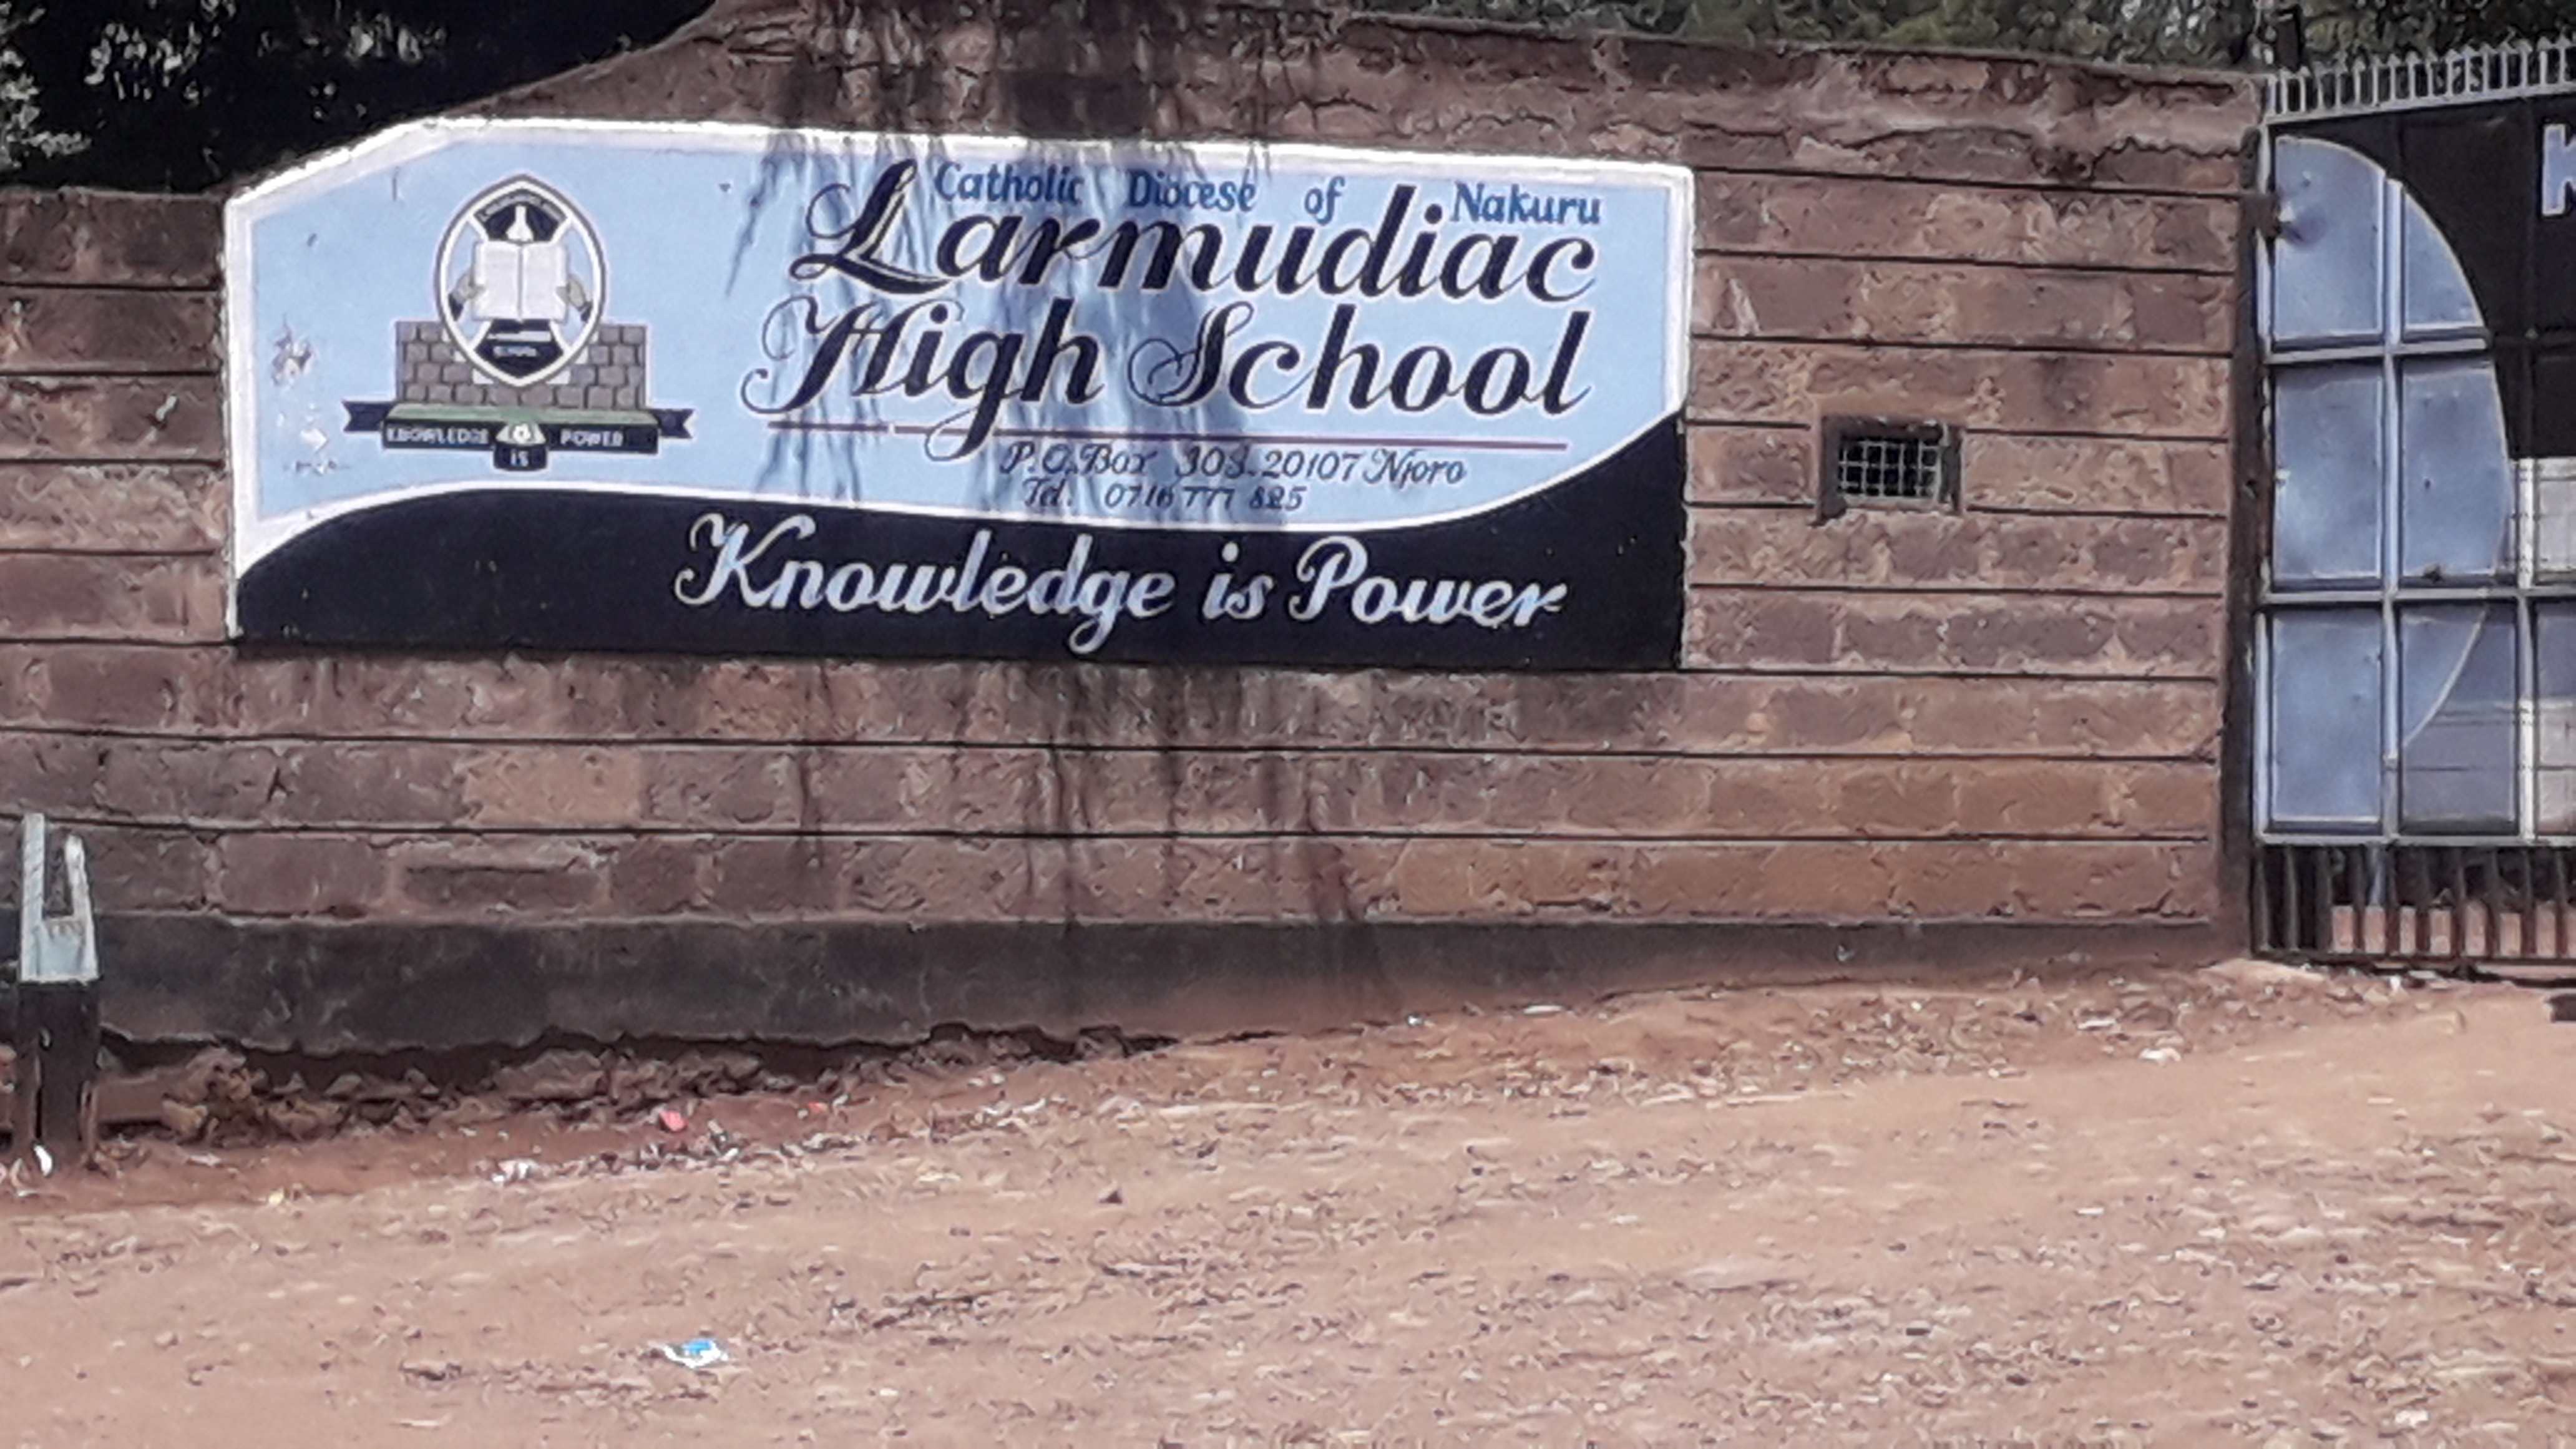 Catholic Diocese of Nakuru
Larmudiac
High School
P.O.Box 303.20107 Njoro
Tel. 0716 777 825
Knowledge is Power
KNOWLEDGE IS POWER
K